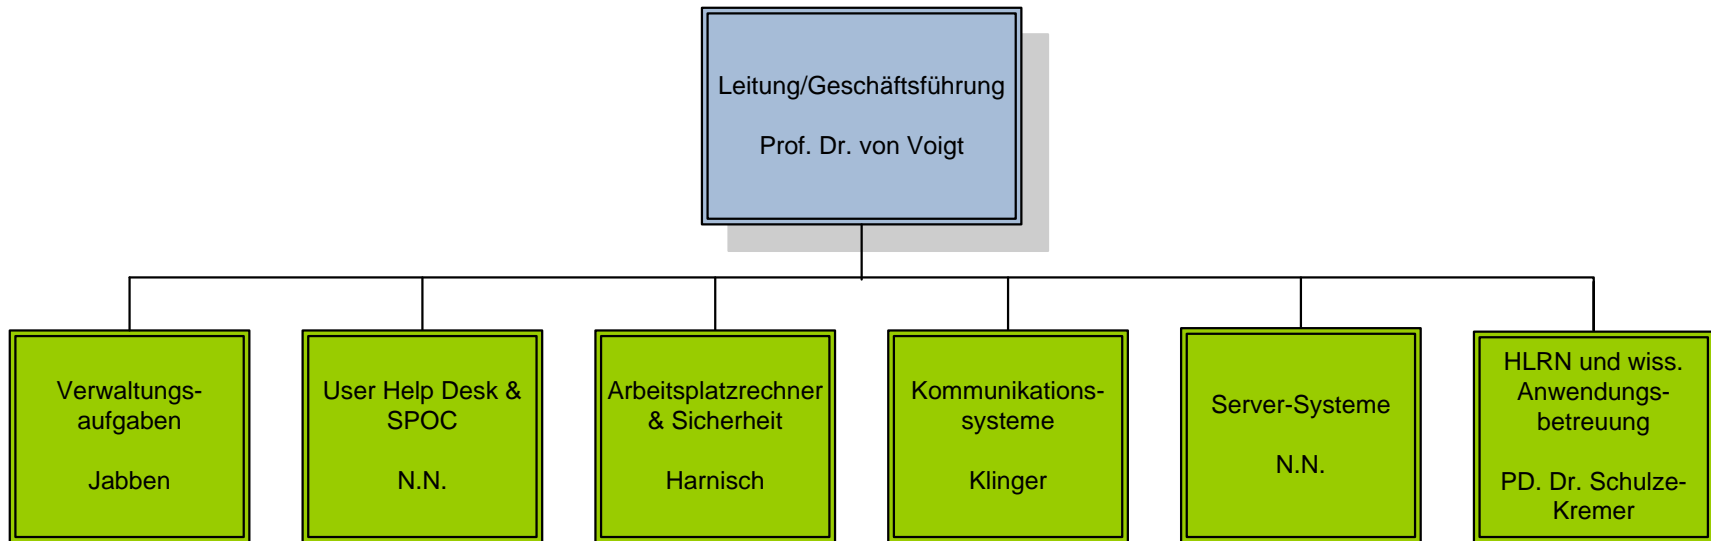 Leitung/Geschäftsführung
Prof. Dr. von Voigt
Verwaltungs-
aufgaben
Jabben
User Help Desk &
SPOC
N.N.
Arbeitsplatzrechner
& Sicherheit
Harnisch
Kommunikations-
systeme
Klinger
Server-Systeme
N.N.
HLRN und wiss.
Anwendungs-
betreuung
PD. Dr. Schulze-
Kremer